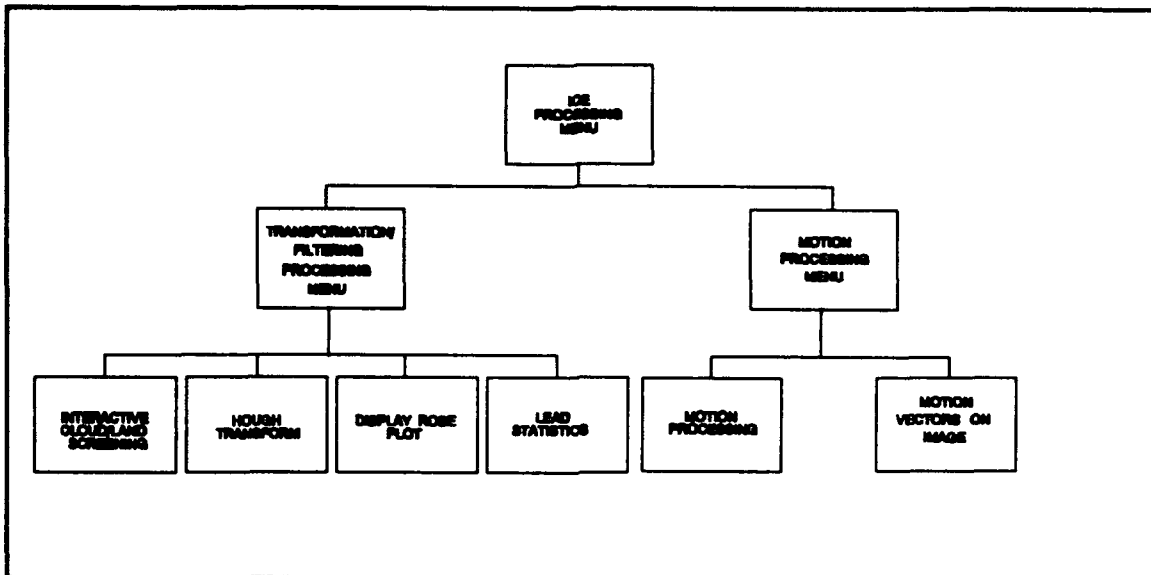 ICE
PROCESSING
MENU
TRANSFORMATION/
FILTERING
PROCESSING
MENU
MOTION
PROCESSING
MENU
INTERACTIVE
CLOUD/LAND
SCREENING
HOUGH
TRANSFORM
DISPLAY ROSE
PLOT
LEAD
STATISTICS
MOTION
PROCESSING
MOTION
VECTORS ON
IMAGE